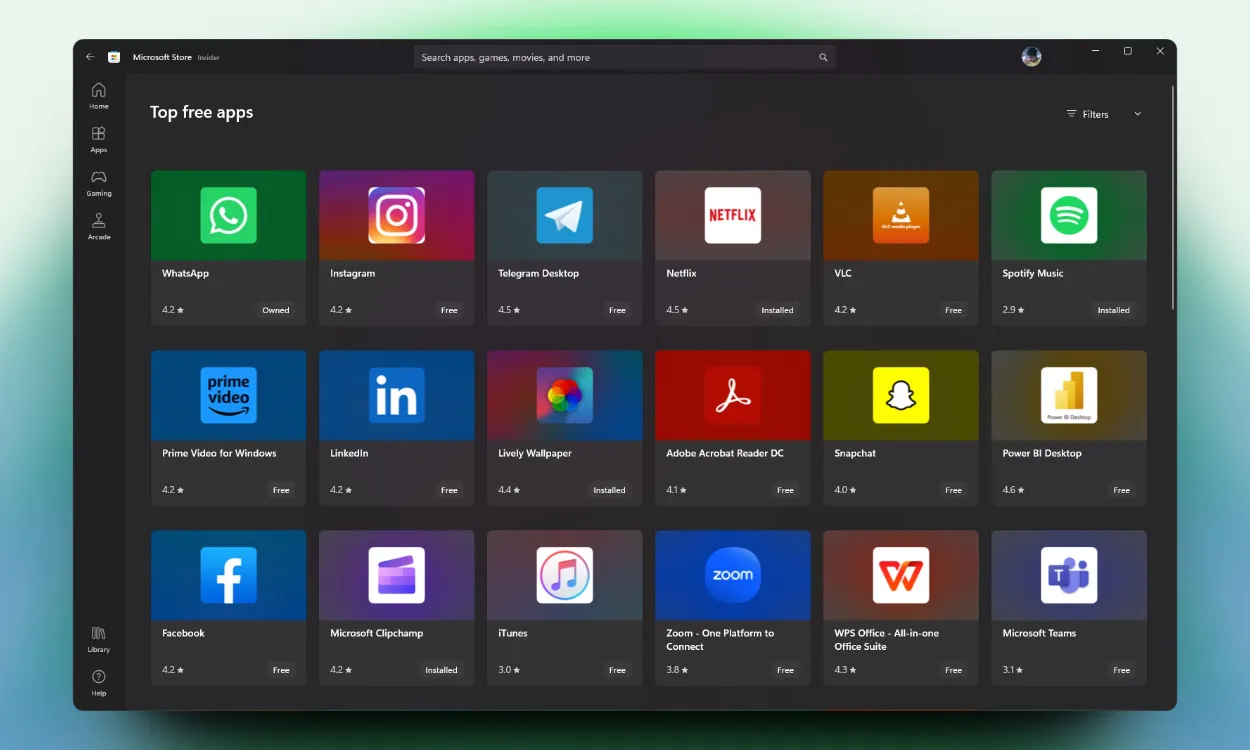 Microsoft Store Insider
Search apps, games, movies, and more
Home
Apps
Gaming
Arcade
Library
Help
Top free apps
Filters
NETFLIX
VLC media player
WhatsApp
Instagram
Telegram Desktop
Netflix
VLC
Spotify Music
4.2★ Owned
4.2★ Free
4.5★ Free
4.5★ Installed
4.2★ Free
2.9★ Installed
prime
video
in
Power BI Desktop
Prime Video for Windows
LinkedIn
Lively Wallpaper
Adobe Acrobat Reader DC
Snapchat
Power BI Desktop
4.2★ Free
4.2★ Free
4.4★ Installed
4.1★ Free
4.0★ Free
4.6★ Free
f
zoom
W
T
Facebook
Microsoft Clipchamp
iTunes
Zoom - One Platform to
Connect
WPS Office - All-in-one
Office Suite
Microsoft Teams
4.2★ Free
4.2★ Installed
3.0★ Free
3.8★ Free
4.3★ Free
3.1★ Free